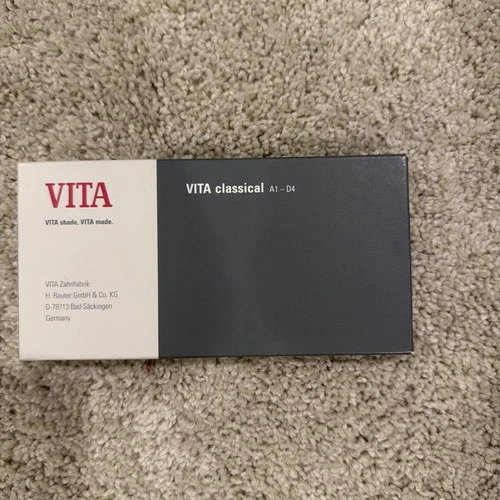 VITA
VITA shade, VITA made.
VITA Zahnfabrik
H. Rauter GmbH & Co. KG
D-79713 Bad Säckingen
Germany
VITA classical A1 – D4